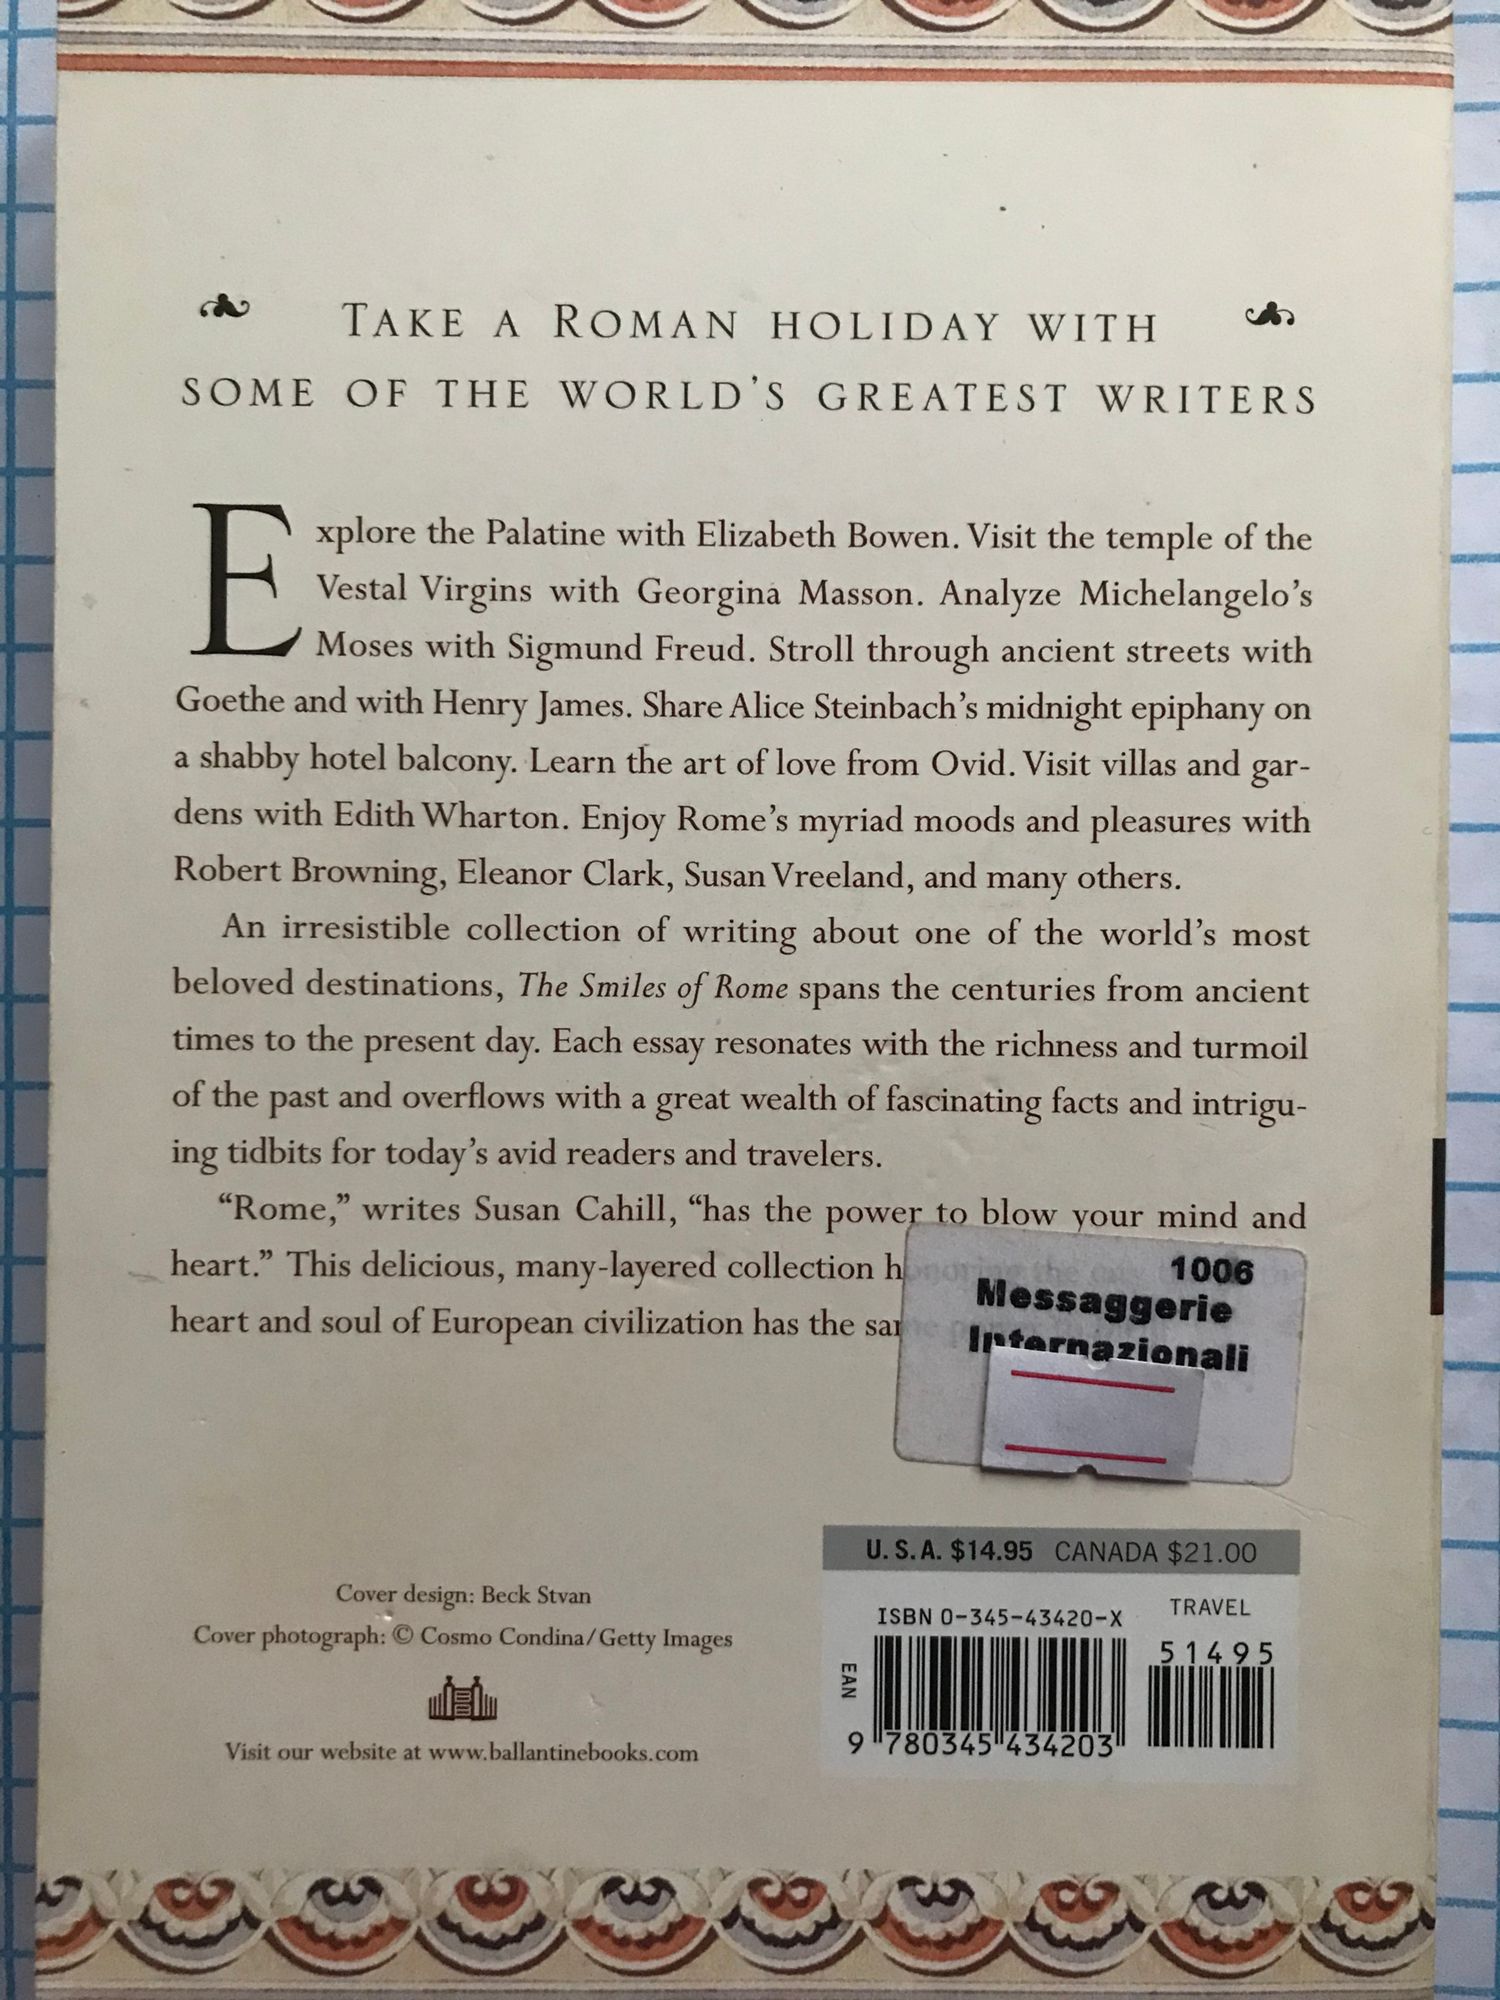 TAKE A ROMAN HOLIDAY WITH
SOME OF THE WORLD'S GREATEST WRITERS
Explore the Palatine with Elizabeth Bowen. Visit the temple of the
Vestal Virgins with Georgina Masson. Analyze Michelangelo's
Moses with Sigmund Freud. Stroll through ancient streets with
Goethe and with Henry James. Share Alice Steinbach's midnight epiphany on
a shabby hotel balcony. Learn the art of love from Ovid. Visit villas and gar-
dens with Edith Wharton. Enjoy Rome's myriad moods and pleasures with
Robert Browning, Eleanor Clark, Susan Vreeland, and many others.
An irresistible collection of writing about one of the world's most
beloved destinations, The Smiles of Rome spans the centuries from ancient
times to the present day. Each essay resonates with the richness and turmoil
of the past and overflows with a great wealth of fascinating facts and intrigu-
ing tidbits for today's avid readers and travelers.
“Rome,” writes Susan Cahill, “has the power to blow your mind and
heart.” This delicious, many-layered collection honoring the
heart and soul of European civilization has the same
1006
Messaggerie
Internazionali
U.S.A. $14.95 CANADA $21.00
ISBN 0-345-43420-X
TRAVEL
51495
EAN
9 780345 434203
Cover design: Beck Stvan
Cover photograph: © Cosmo Condina/Getty Images
Visit our website at www.ballantinebooks.com